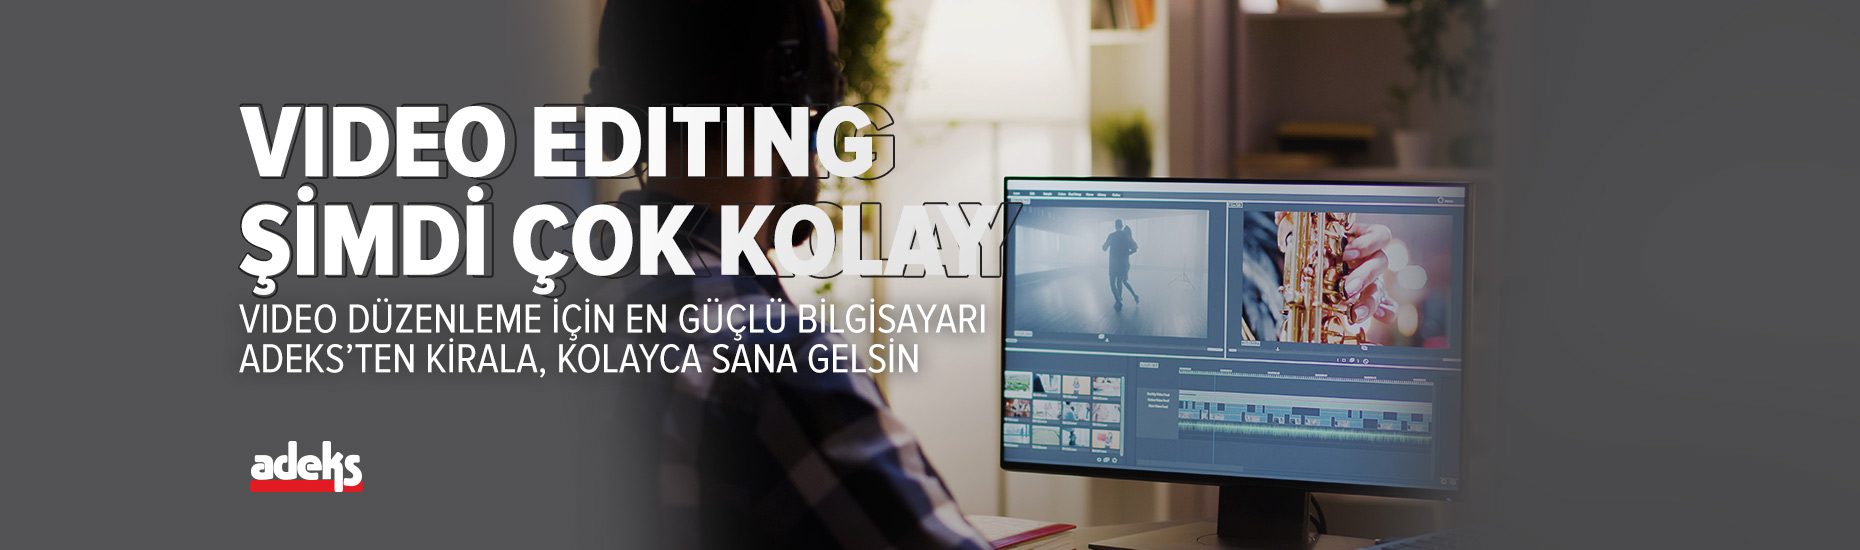 VIDEO EDITING
ŞİMDİ ÇOK KOLAY
VIDEO DÜZENLEME İÇİN EN GÜÇLÜ BİLGİSAYARI
ADEKS'TEN KİRALA, KOLAYCA SANA GELSİN
adeks